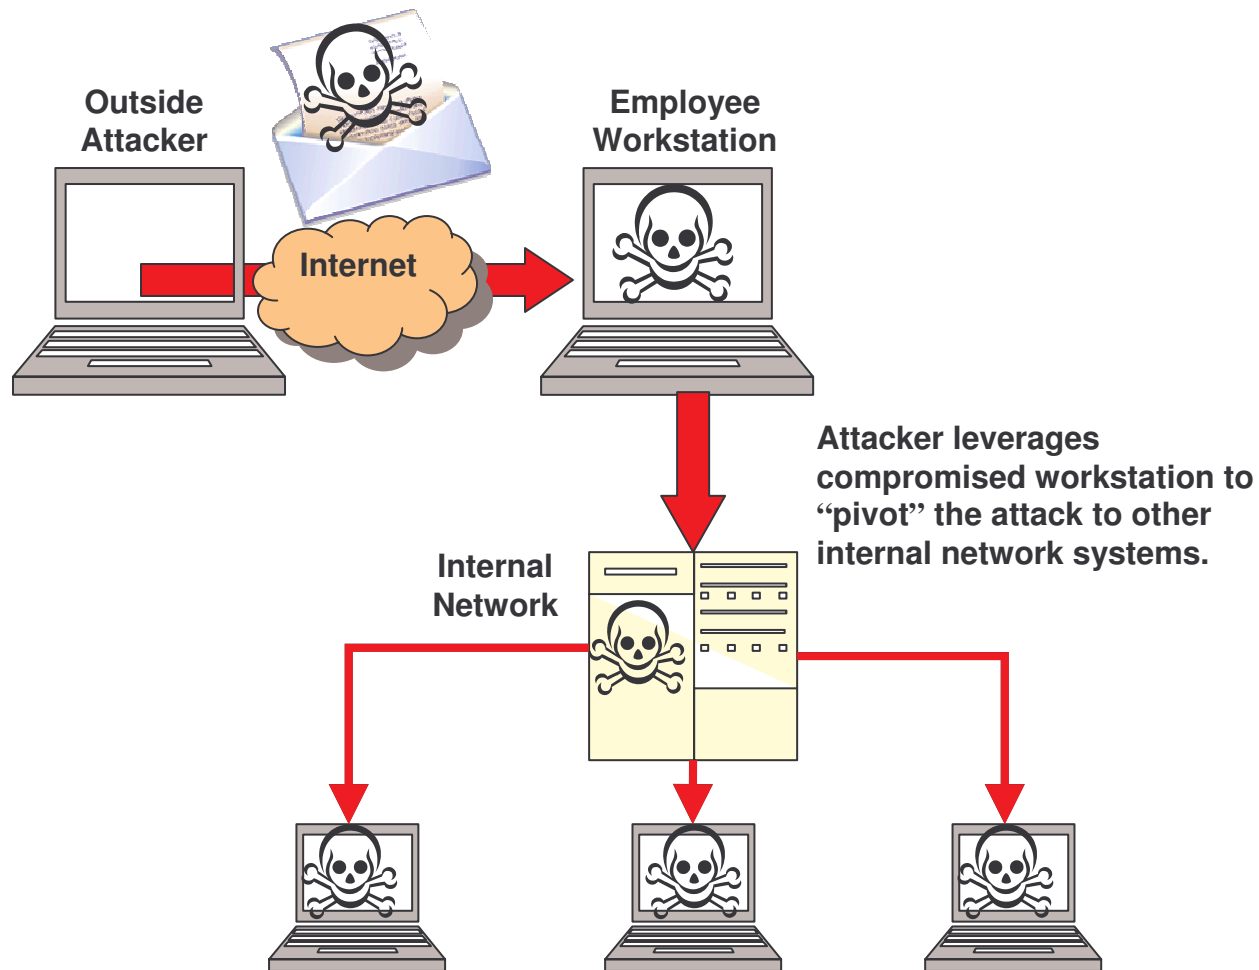 Outside
Attacker
Employee
Workstation
Internet
Attacker leverages
compromised workstation to
“pivot” the attack to other
internal network systems.
Internal
Network